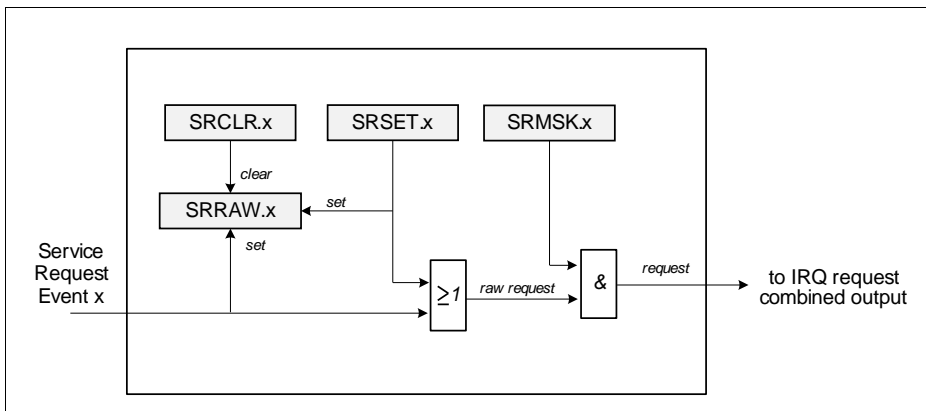 SRCLR.x
SRSET.x
SRMSK.x
clear
SRRAW.x
set
set
Service
Request
Event x
≥1
raw request
&
request
to IRQ request
combined output